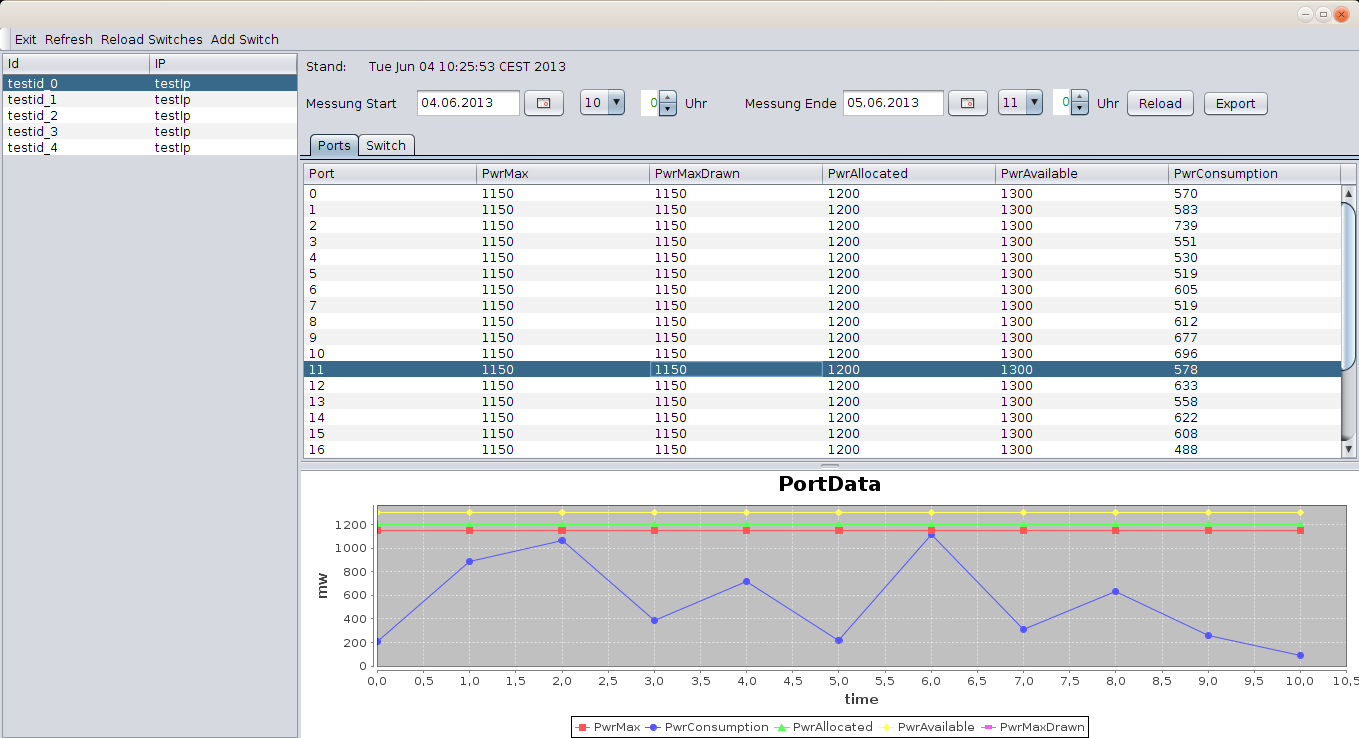 Exit Refresh Reload Switches Add Switch
Id IP
testid_0 testIp
testid_1 testIp
testid_2 testIp
testid_3 testIp
testid_4 testIp
Stand: Tue Jun 04 10:25:53 CEST 2013
Messung Start 04.06.2013 10 0 Uhr Messung Ende 05.06.2013 11 0 Uhr Reload Export
Ports Switch
Port PwrMax PwrMaxDrawn PwrAllocated PwrAvailable PwrConsumption
0 1150 1150 1200 1300 570
1 1150 1150 1200 1300 583
2 1150 1150 1200 1300 739
3 1150 1150 1200 1300 551
4 1150 1150 1200 1300 530
5 1150 1150 1200 1300 519
6 1150 1150 1200 1300 605
7 1150 1150 1200 1300 519
8 1150 1150 1200 1300 612
9 1150 1150 1200 1300 677
10 1150 1150 1200 1300 696
11 1150 1150 1200 1300 578
12 1150 1150 1200 1300 633
13 1150 1150 1200 1300 558
14 1150 1150 1200 1300 622
15 1150 1150 1200 1300 608
16 1150 1150 1200 1300 488
PortData
mw
1200
1000
800
600
400
200
0
0,0 0,5 1,0 1,5 2,0 2,5 3,0 3,5 4,0 4,5 5,0 5,5 6,0 6,5 7,0 7,5 8,0 8,5 9,0 9,5 10,0 10,5
time
PwrMax PwrConsumption PwrAllocated PwrAvailable PwrMaxDrawn